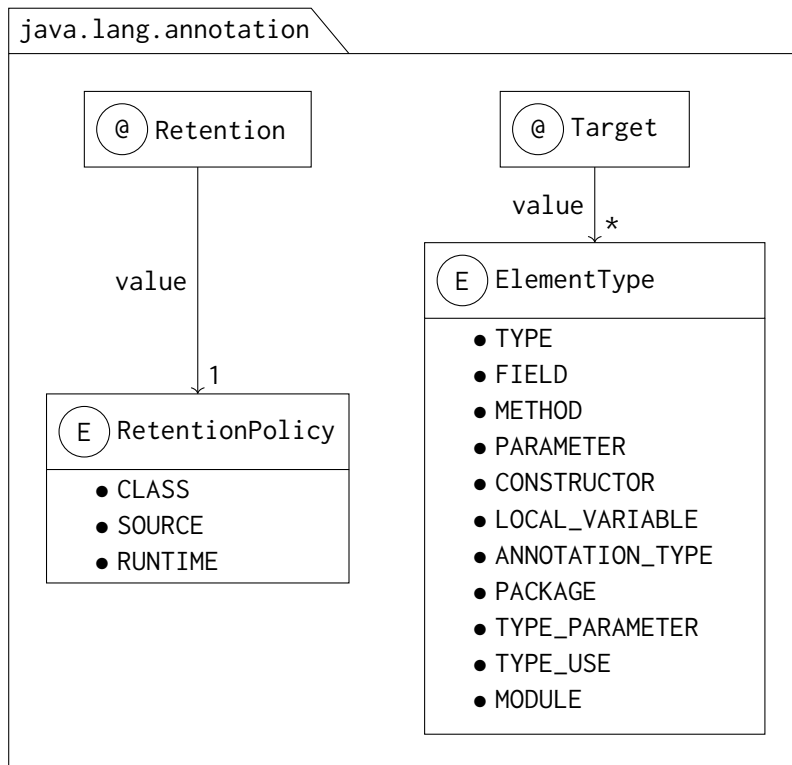 java.lang.annotation
@ Retention
value
1
E RetentionPolicy
CLASS
SOURCE
RUNTIME
@ Target
value
*
E ElementType
TYPE
FIELD
METHOD
PARAMETER
CONSTRUCTOR
LOCAL_VARIABLE
ANNOTATION_TYPE
PACKAGE
TYPE_PARAMETER
TYPE_USE
MODULE